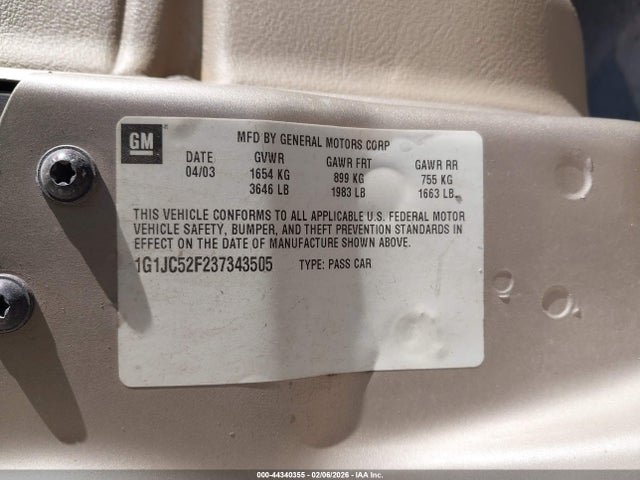 GM
MFD BY GENERAL MOTORS CORP
DATE GVWR GAWR FRT GAWR RR
04/03 1654 KG 899 KG 755 KG
3646 LB 1983 LB 1663 LB
THIS VEHICLE CONFORMS TO ALL APPLICABLE U.S. FEDERAL MOTOR
VEHICLE SAFETY, BUMPER, AND THEFT PREVENTION STANDARDS IN
EFFECT ON THE DATE OF MANUFACTURE SHOWN ABOVE.
1G1JC52F237343505 TYPE: PASS CAR
000-44340355 - 02/06/2026 - IAA Inc.